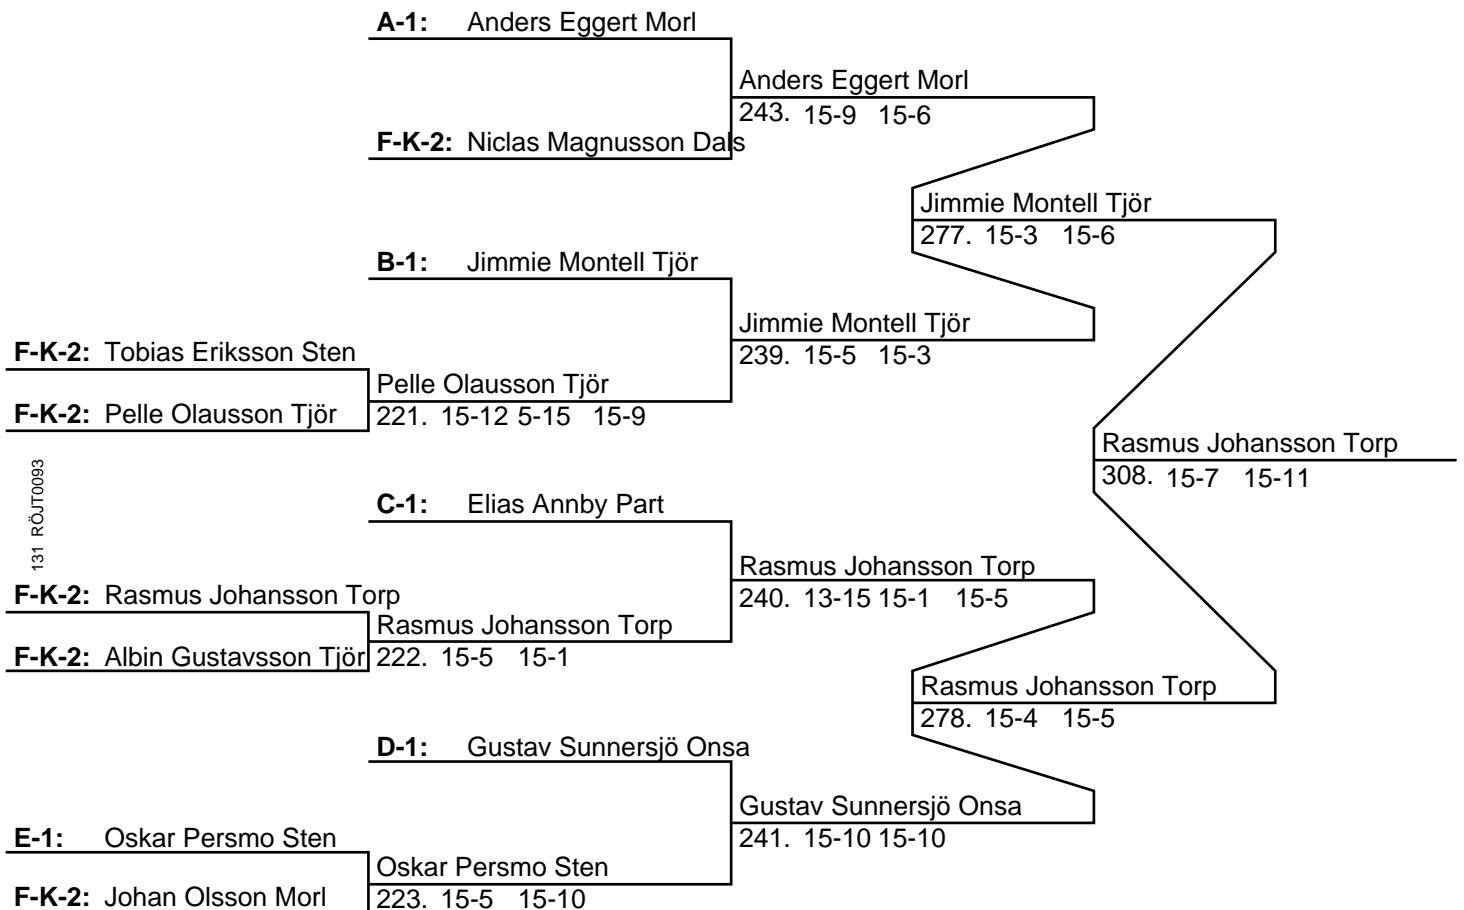 A-1: Anders Eggert Morl
Anders Eggert Morl
243. 15-9 15-6
F-K-2: Niclas Magnusson Dals
Jimmie Montell Tjör
277. 15-3 15-6
B-1: Jimmie Montell Tjör
Jimmie Montell Tjör
239. 15-5 15-3
F-K-2: Tobias Eriksson Sten
Pelle Olausson Tjör
221. 15-12 5-15 15-9
F-K-2: Pelle Olausson Tjör
Rasmus Johansson Torp
308. 15-7 15-11
131 RÖJT0093
C-1: Elias Annby Part
Rasmus Johansson Torp
240. 13-15 15-1 15-5
F-K-2: Rasmus Johansson Torp
Rasmus Johansson Torp
222. 15-5 15-1
F-K-2: Albin Gustavsson Tjör
Rasmus Johansson Torp
278. 15-4 15-5
D-1: Gustav Sunnersjö Onsa
Gustav Sunnersjö Onsa
241. 15-10 15-10
E-1: Oskar Persmo Sten
Oskar Persmo Sten
223. 15-5 15-10
F-K-2: Johan Olsson Morl